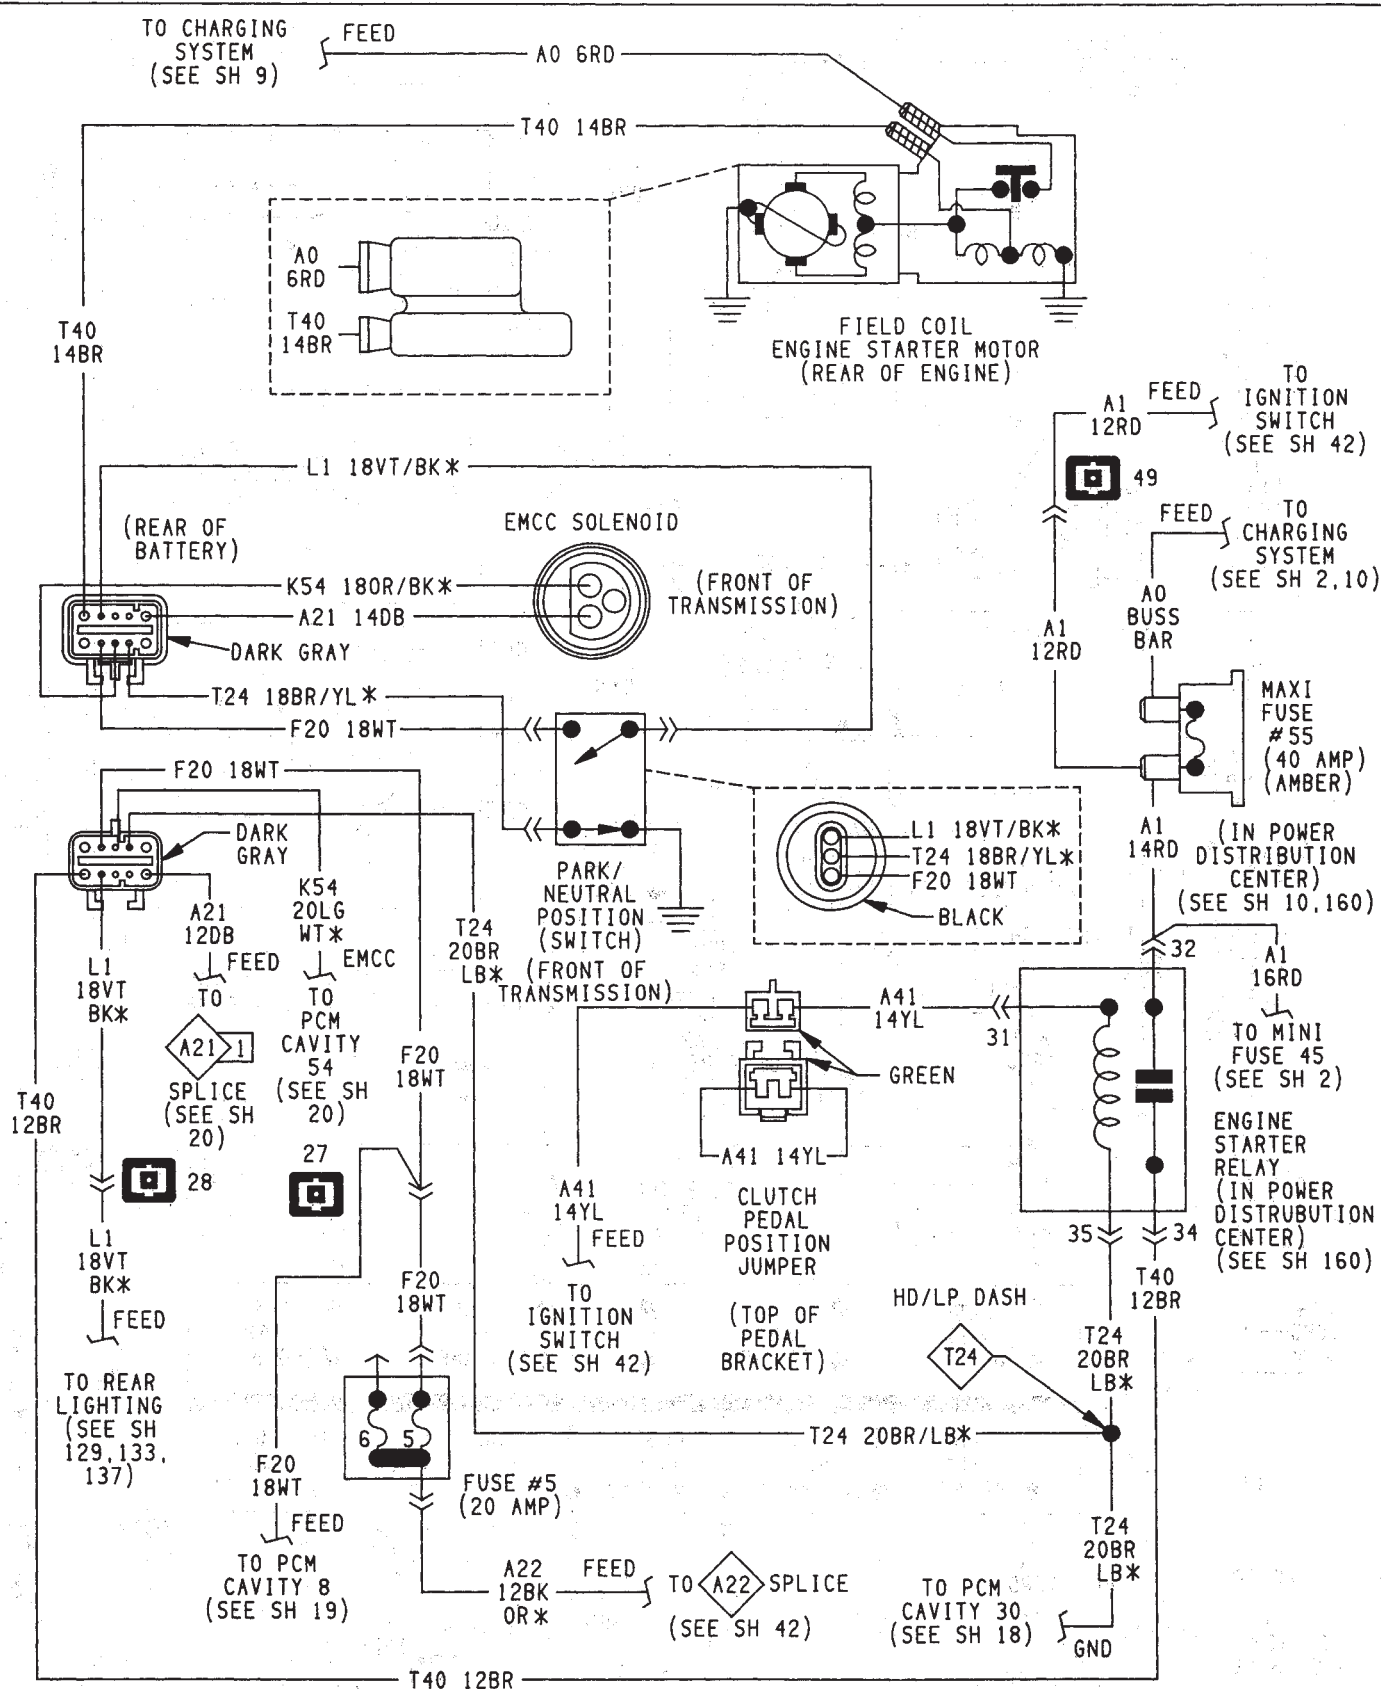 TO CHARGING
SYSTEM
(SEE SH 9)
FEED
A0 6RD
T40 14BR
A0
6RD
T40
14BR
T40
14BR
FIELD COIL
ENGINE STARTER MOTOR
(REAR OF ENGINE)
A1
12RD
FEED
TO
IGNITION
SWITCH
(SEE SH 42)
49
L1 18VT/BK*
(REAR OF
BATTERY)
EMCC SOLENOID
K54 18OR/BK*
A21 14DB
(FRONT OF
TRANSMISSION)
DARK GRAY
FEED
TO
CHARGING
SYSTEM
(SEE SH 2,10)
A0
BUSS
BAR
A1
12RD
T24 18BR/YL*
F20 18WT
MAXI
FUSE
#55
(40 AMP)
(AMBER)
F20 18WT
DARK
GRAY
L1 18VT/BK*
T24 18BR/YL*
F20 18WT
BLACK
A1
14RD
(IN POWER
DISTRIBUTION
CENTER)
(SEE SH 10,160)
PARK/
NEUTRAL
POSITION
(SWITCH)
(FRONT OF
TRANSMISSION)
K54
20LG
WT*
EMCC
TO
PCM
CAVITY
54
(SEE SH
20)
A21
12DB
FEED
TO
A21 1
SPLICE
(SEE SH
20)
L1
18VT
BK*
T24
20BR
LB*
32
A1
16RD
TO MINI
FUSE 45
(SEE SH 2)
A41
14YL
31
GREEN
F20
18WT
T40
12BR
ENGINE
STARTER
RELAY
(IN POWER
DISTRUBUTION
CENTER)
(SEE SH 160)
A41 14YL
28
27
A41
14YL
FEED
TO
IGNITION
SWITCH
(SEE SH 42)
CLUTCH
PEDAL
POSITION
JUMPER
(TOP OF
PEDAL
BRACKET)
35
34
L1
18VT
BK*
FEED
TO REAR
LIGHTING
(SEE SH
129,133,
137)
F20
18WT
T40
12BR
HD/LP DASH
T24
T24
20BR
LB*
T24 20BR/LB*
6 5
FUSE #5
(20 AMP)
F20
18WT
FEED
TO PCM
CAVITY 8
(SEE SH 19)
A22
12BK
OR*
FEED
TO A22 SPLICE
(SEE SH 42)
T24
20BR
LB*
TO PCM
CAVITY 30
(SEE SH 18)
GND
T40 12BR